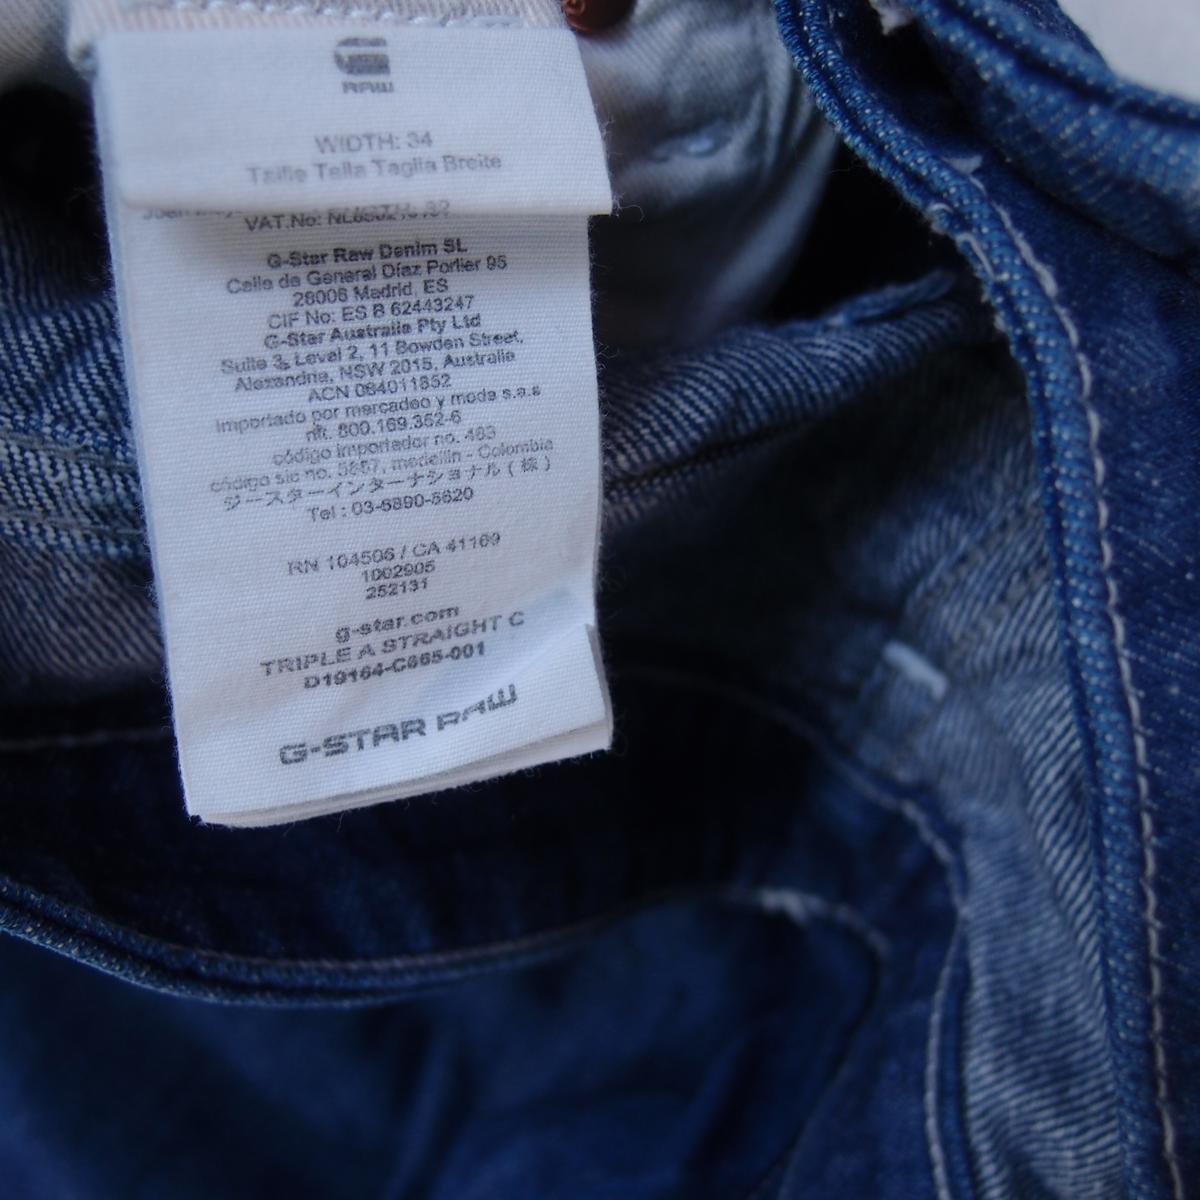 G
RAW
WIDTH: 34
Taille Talla Taglia Breite
VAT.No:
G-Star Raw Denim SL
Calle de General Díaz Porlier 95
28006 Madrid, ES
CIF No: ES B 62443247
G-Star Australia Pty Ltd
Suite 3, Level 2, 11 Bowden Street,
Alexandria, NSW 2015, Australia
ACN 064011852
Importado por mercadeo y moda s.a.s
nit. 800.169.352-6
código importador no. 463
código sic no. medellin - Colombia
ジースターインターナショナル(株)
Tel : 03-5890-5620
RN 104506 / CA 41169
1002905
252131
g-star.com
TRIPLE A STRAIGHT C
D19164-C665-001
G-STAR RAW